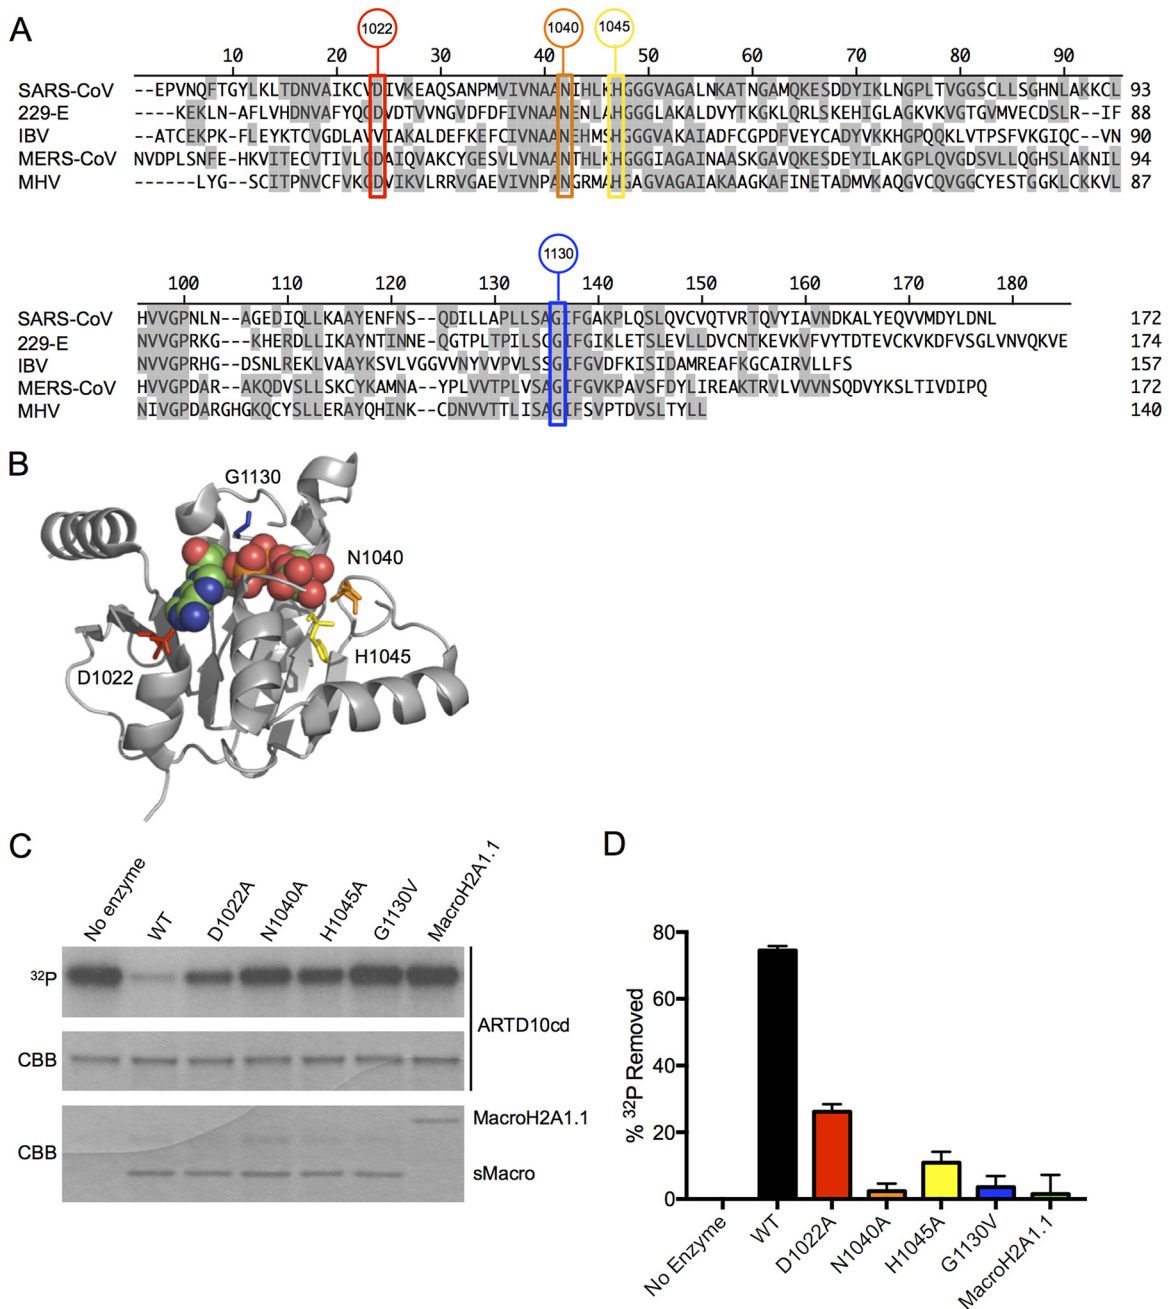 A
1022 1040 1045
10 20 30 40 50 60 70 80 90
SARS-CoV --EPVNQFTGYLKLTDNVAIKCVDIVKEAQSANPMVIVNAANIHLKHGGGVAGALNKATNGAMQKESDDYIKLNGPLTVGGSCLLSGHNLAKKCL 93
229-E ----KEKLN-AFLVHDNVAFYQGDVDTVVNGVDFDFIVNAANENLAHGGGLAKALDVYTKGKLQRLSKEHIGLAGKVKVGTGVMVECDSLR--IF 88
IBV --ATCEKPK-FLEYKTCVGDLAVVIAKALDEFKEFCIVNAANEHMSHGGGVAKAIADFCGPDFVEYCADYVKKHGPQQKLVTPSFVKGIQC--VN 90
MERS-CoV NVDPLSNFE-HKVITECVTIVLGDAIQVAKCYGESVLVNAANTHLKHGGGIAGAINAASKGAVQKESDEYILAKGPLQVGDSVLLQGHSLAKNIL 94
MHV ------LYG--SCITPNVCFVKGDVIKVLRRVGAEVIVNPANGRMAHGAGVAGAIAKAAGKAFINETADMVKAQGVCQVGGCYESTGGKLCKKVL 87
1130
100 110 120 130 140 150 160 170 180
SARS-CoV HVVGPNLN--AGEDIQLLKAAYENFNS--QDILLAPLLSAGIFGAKPLQSLQVCVQTVRTQVYIAVNDKALYEQVVMDYLDNL 172
229-E NVVGPRKG---KHERDLLIKAYNTINNE-QGTPLTPILSCGIFGIKLETSLEVLLDVCNTKEVKVFVYTDTEVCKVKDFVSGLVNVQKVE 174
IBV NVVGPRHG---DSNLREKLVAAYKSVLVGGVVNYVVPVLSSGIFGVDFKISIDAMREAFKGCAIRVLLFS 157
MERS-CoV HVVGPDAR---AKQDVSLLSKCYKAMNA--YPLVVTPLVSAGIFGVKPAVSFDYLIREAKTRVLVVVNSQDVYKSLTIVDIPQ 172
MHV NIVGPDARGHGKQCYSLLERAYQHINK--CDNVVTTLISAGIFSVPTDVSLTYLL 140
B
G1130
N1040
H1045
D1022
C
No enzyme WT D1022A N1040A H1045A G1130V MacroH2A1.1
32P
ARTD10cd
CBB
MacroH2A1.1
CBB
sMacro
D
% 32P Removed
80
60
40
20
0
No Enzyme WT D1022A N1040A H1045A G1130V MacroH2A1.1